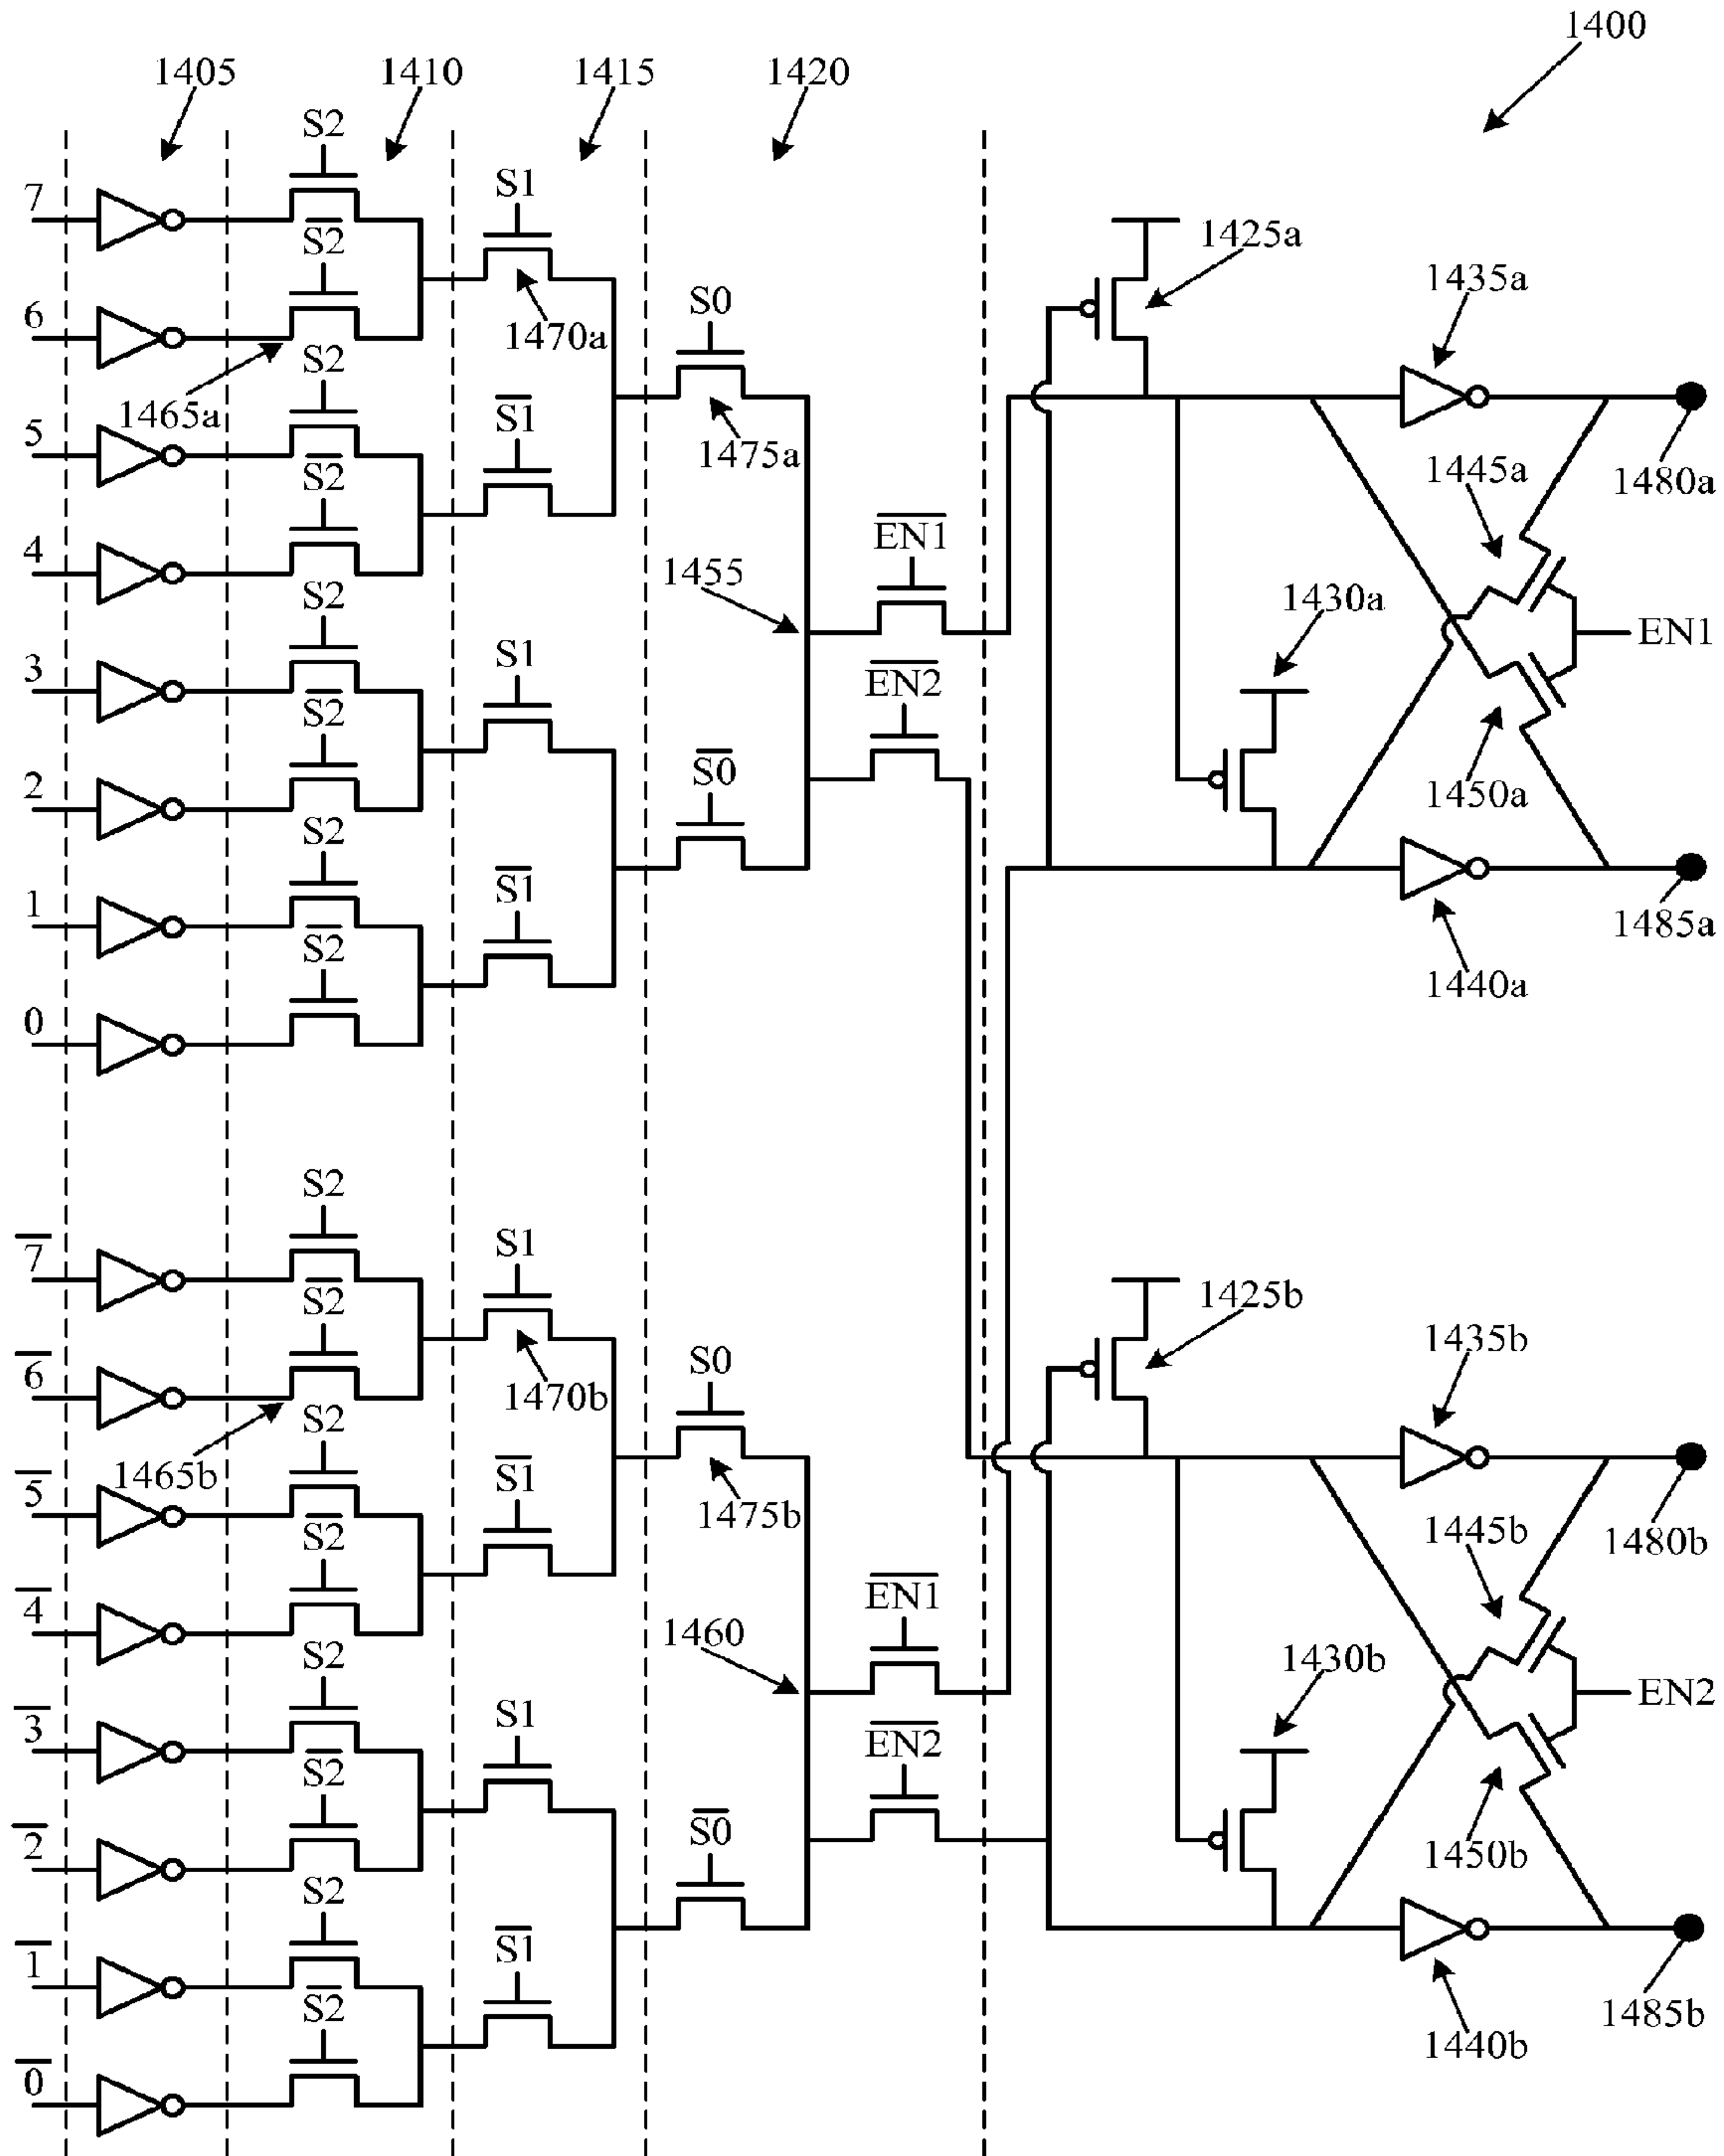 1400
1405
1410
1415
1420
S2
7
S1
S2̅
1425a
1435a
6
S0
1470a
S2
1465a
S1̅
5
1475a
1445a
1480a
S2̅
EN1̅
4
1455
1430a
S2
EN1
3
S1
EN2̅
S2̅
2
S0̅
1450a
S2
1
S1̅
1485a
S2̅
1440a
0
S2
7̅
S1
1425b
S2̅
1435b
6̅
S0
1470b
S2
1465b
S1̅
5̅
1475b
1445b
1480b
S2̅
EN1̅
4̅
1460
1430b
S2
EN2
3̅
S1
EN2̅
S2̅
2̅
S0̅
1450b
S2
1̅
S1̅
1485b
S2̅
1440b
0̅